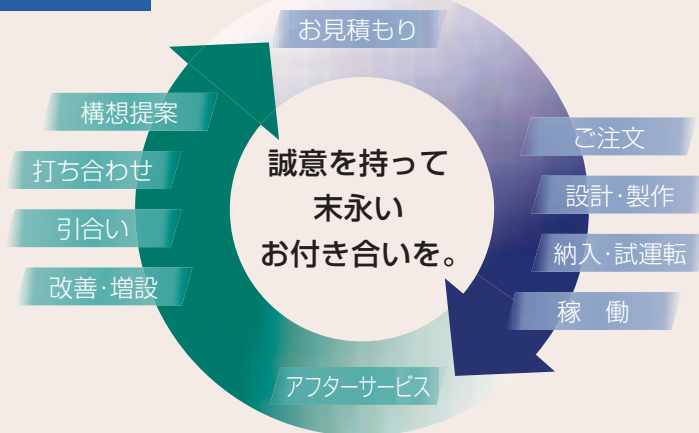 お見積もり
構想提案
打ち合わせ
引合い
改善・増設
誠意を持って
末永い
お付き合いを。
ご注文
設計・製作
納入・試運転
稼　働
アフターサービス